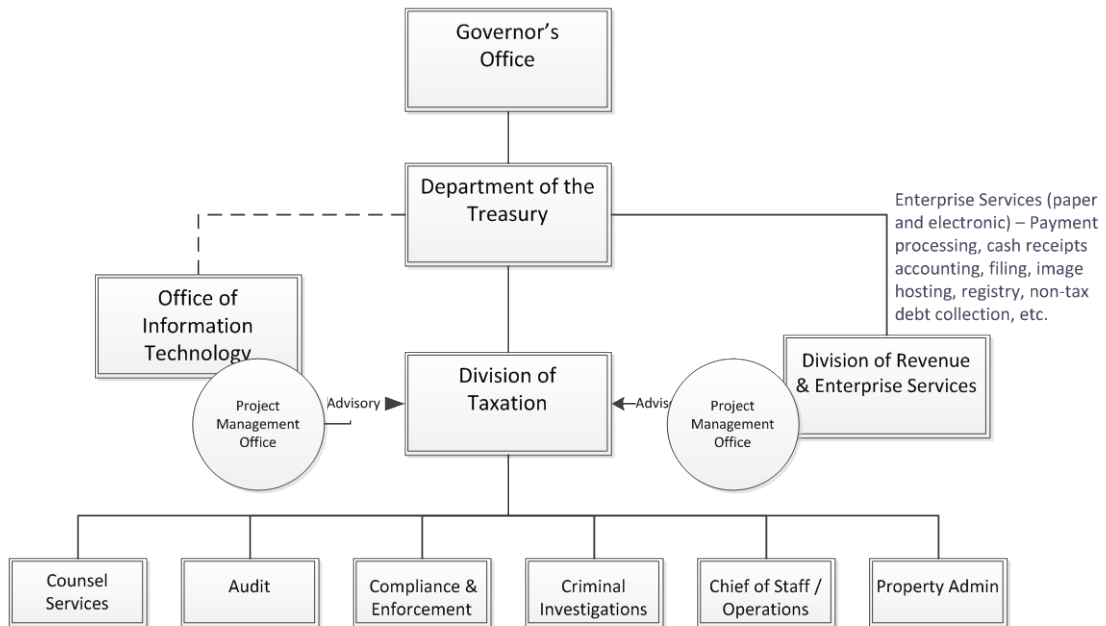 Governor's
Office
Department of the
Treasury
Enterprise Services (paper
and electronic) – Payment
processing, cash receipts
accounting, filing, image
hosting, registry, non-tax
debt collection, etc.
Office of
Information
Technology
Project
Management
Office
Advisory
Division of
Taxation
Advis
Project
Management
Office
Division of Revenue
& Enterprise Services
Counsel
Services
Audit
Compliance &
Enforcement
Criminal
Investigations
Chief of Staff /
Operations
Property Admin